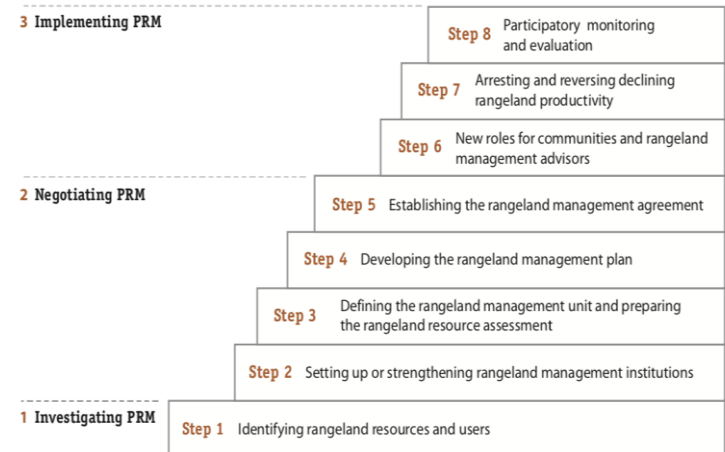 3 Implementing PRM
Step 8 Participatory monitoring
and evaluation
Step 7 Arresting and reversing declining
rangeland productivity
Step 6 New roles for communities and rangeland
management advisors
2 Negotiating PRM
Step 5 Establishing the rangeland management agreement
Step 4 Developing the rangeland management plan
Step 3 Defining the rangeland management unit and preparing
the rangeland resource assessment
Step 2 Setting up or strengthening rangeland management institutions
1 Investigating PRM
Step 1 Identifying rangeland resources and users